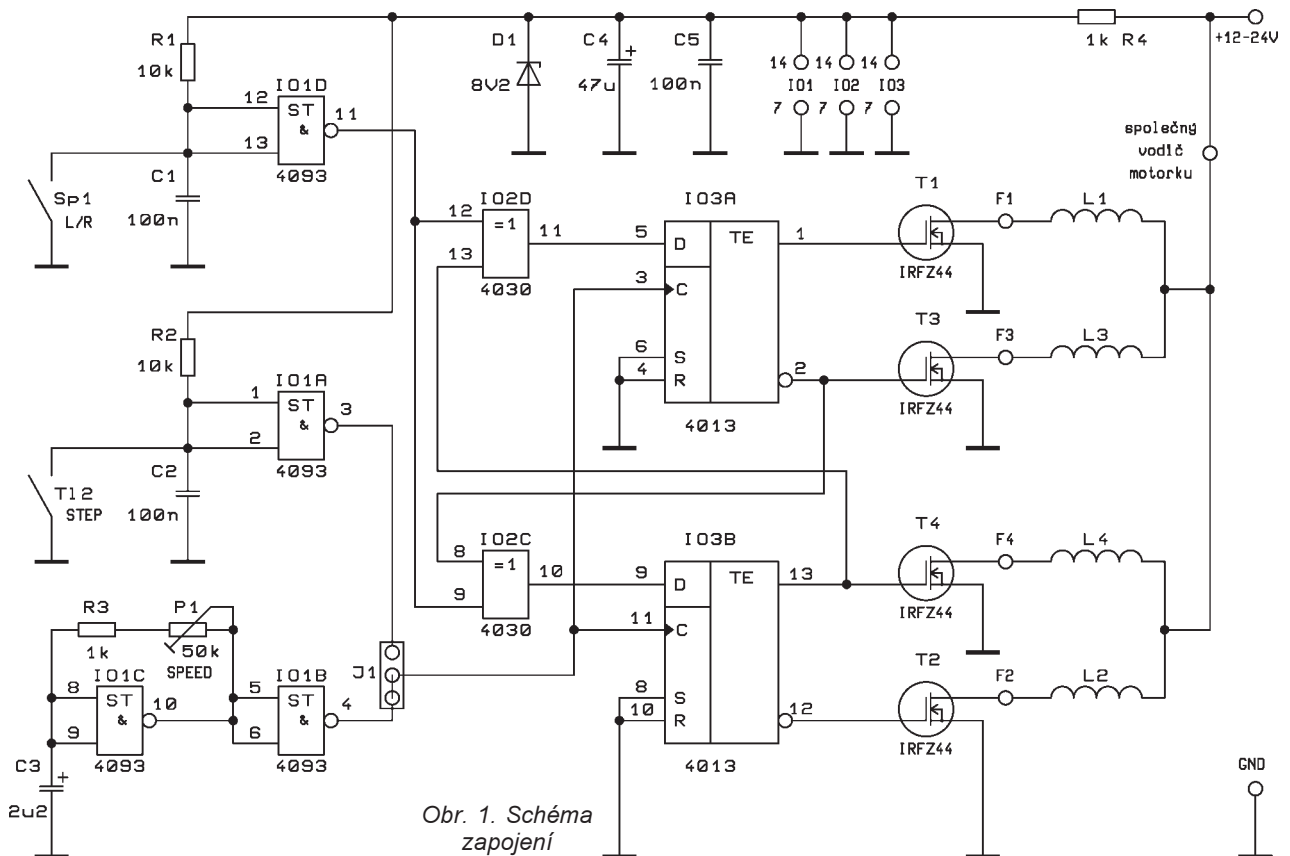 R1
10k
IO1D
12
ST
11
&
13
4093
C1
100n
Sp1
L/R
D1
8V2
C4
+
47u
C5
100n
14
14
14
IO1
IO2
IO3
7
7
7
1k R4
+12-24V
společný
vodič
motorku
IO2D
12
=1
11
13
4030
IO3A
5
D
TE
1
3
C
6
S
4
R
2
4013
T1
F1
L1
IRFZ44
T3
F3
L3
IRFZ44
R2
10k
IO1A
1
ST
3
&
2
4093
C2
100n
Tl2
STEP
IO2C
8
=1
10
9
4030
IO3B
9
D
TE
13
11
C
8
S
10
R
12
4013
T4
F4
L4
IRFZ44
T2
F2
L2
IRFZ44
R3
1k
P1
50k
SPEED
IO1C
8
ST
10
&
9
4093
IO1B
5
ST
4
&
6
4093
J1
C3
+
2u2
GND
Obr. 1. Schéma
zapojení